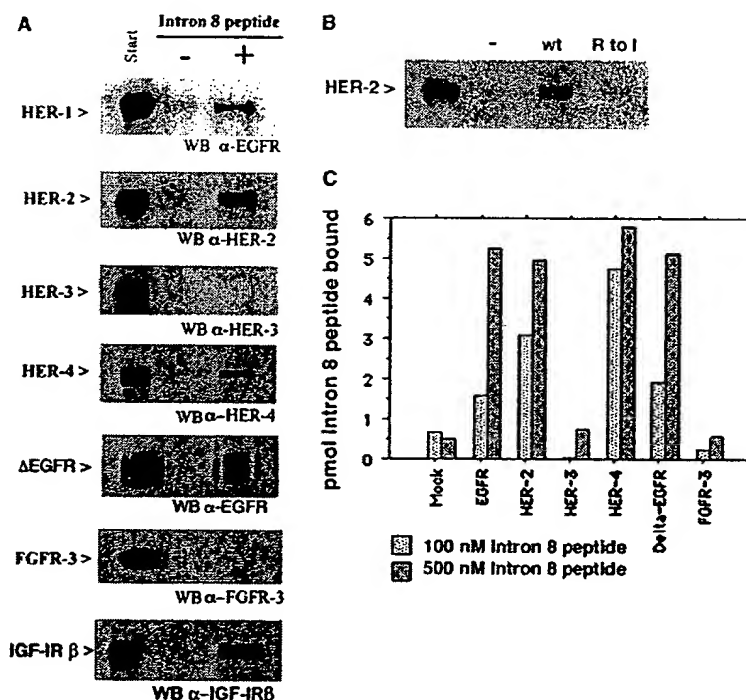 A
Start
Intron 8 peptide
- +
HER-1 >
WB α-EGFR
HER-2 >
WB α-HER-2
HER-3 >
WB α-HER-3
HER-4 >
WB α-HER-4
ΔEGFR >
WB α-EGFR
FGFR-3 >
WB α-FGFR-3
IGF-IR β >
WB α-IGF-IRβ
B
- wt R to I
HER-2 >
C
pmol Intron 8 peptide bound
6
5
4
3
2
1
0
Mock
EGFR
HER-2
HER-3
HER-4
Delta-EGFR
FGFR-3
100 nM Intron 8 peptide
500 nM Intron 8 peptide